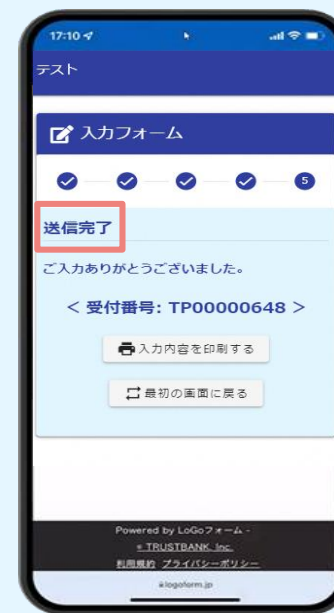 17:10
テスト
入力フォーム
5
送信完了
ご入力ありがとうございました。
< 受付番号: TP00000648 >
入力内容を印刷する
最初の画面に戻る
Powered by LoGoフォーム -
© TRUSTBANK, Inc.
利用規約 プライバシーポリシー
logoform.jp